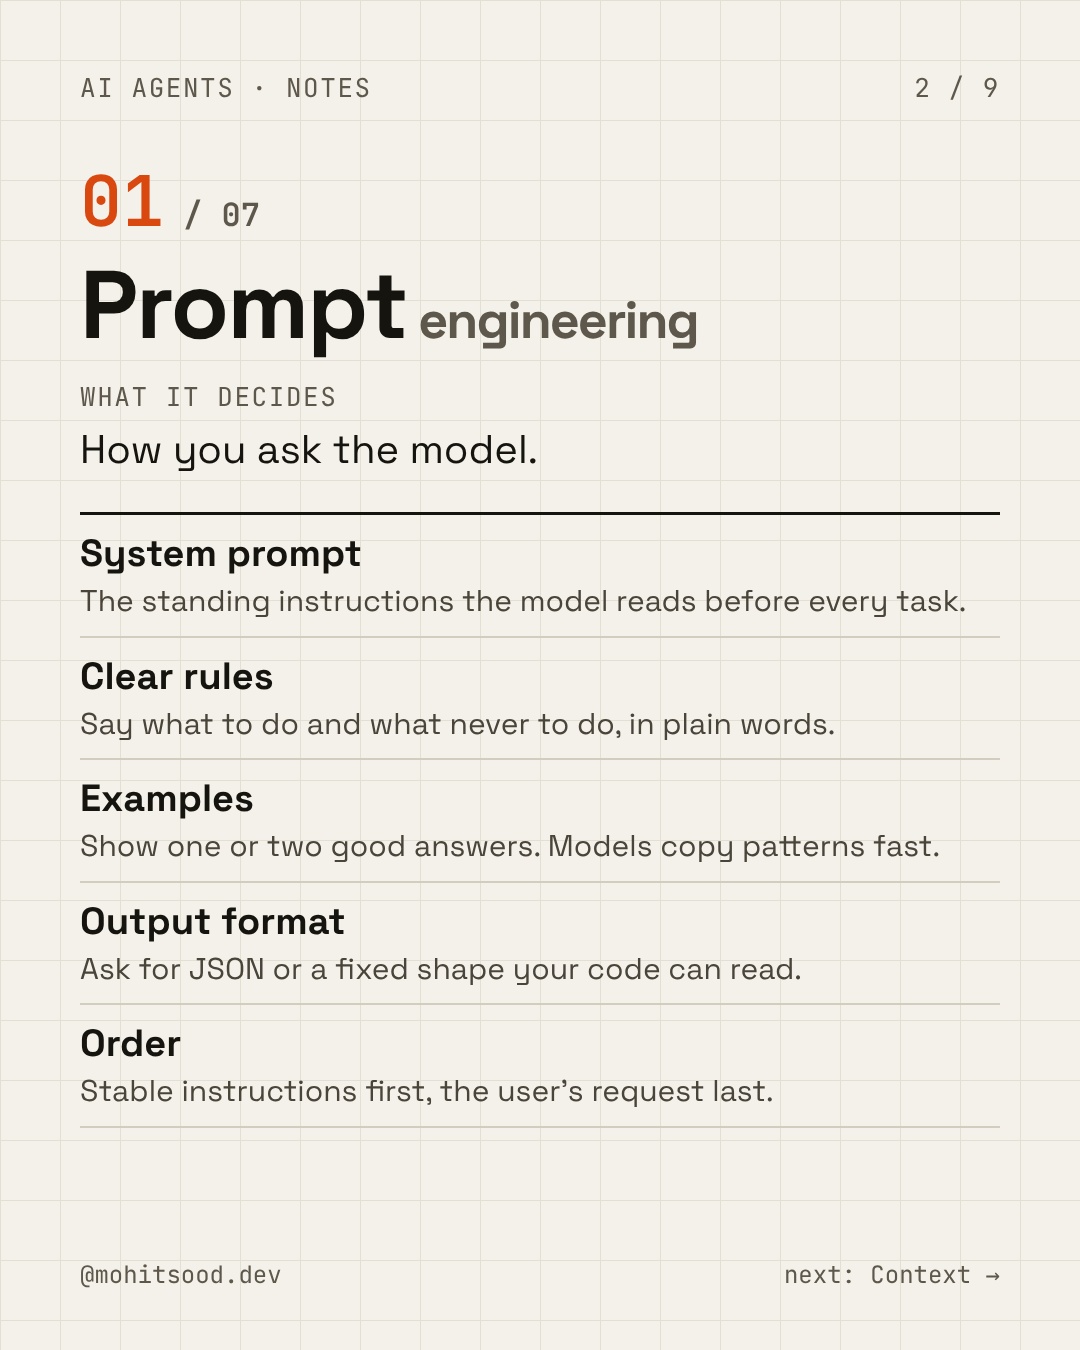 AI AGENTS · NOTES
2 / 9
01 / 07
Prompt engineering
WHAT IT DECIDES
How you ask the model.
System prompt
The standing instructions the model reads before every task.
Clear rules
Say what to do and what never to do, in plain words.
Examples
Show one or two good answers. Models copy patterns fast.
Output format
Ask for JSON or a fixed shape your code can read.
Order
Stable instructions first, the user’s request last.
@mohitsood.dev
next: Context →